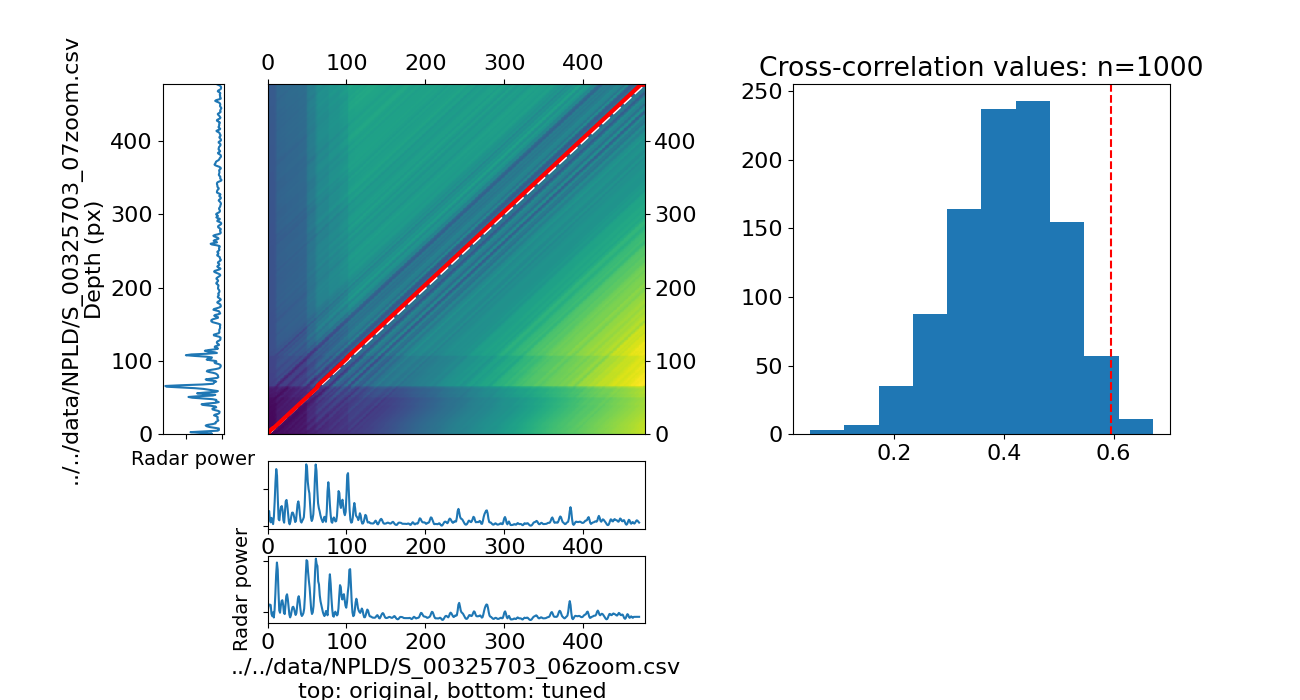 0 100 200 300 400
Cross-correlation values: n=1000
../../data/NPLD/S_00325703_07zoom.csv
Depth (px)
400
300
200
100
0
Radar power
400
300
200
100
0
250
200
150
100
50
0
0.2 0.4 0.6
0 100 200 300 400
Radar power
0 100 200 300 400
../../data/NPLD/S_00325703_06zoom.csv
top: original, bottom: tuned